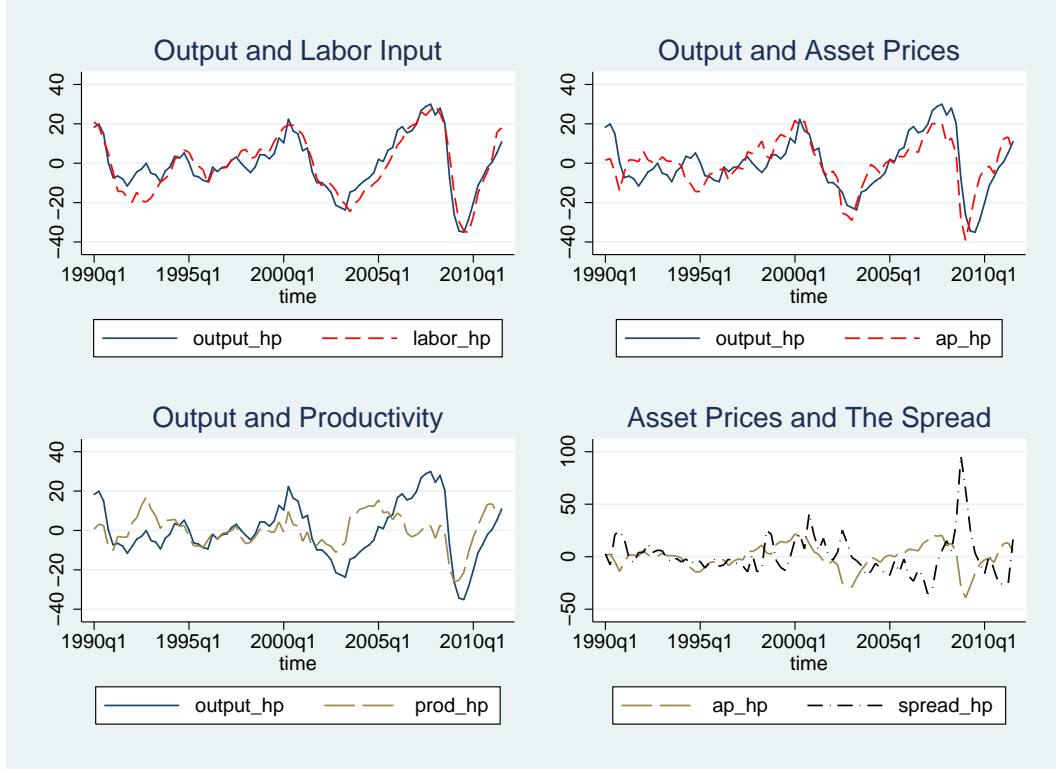 Output and Labor Input
40
20
0
−20
−40
1990q1 1995q1 2000q1 2005q1 2010q1
time
output_hp labor_hp
Output and Asset Prices
40
20
0
−20
−40
1990q1 1995q1 2000q1 2005q1 2010q1
time
output_hp ap_hp
Output and Productivity
40
20
0
−20
−40
1990q1 1995q1 2000q1 2005q1 2010q1
time
output_hp prod_hp
Asset Prices and The Spread
100
50
0
−50
1990q1 1995q1 2000q1 2005q1 2010q1
time
ap_hp spread_hp